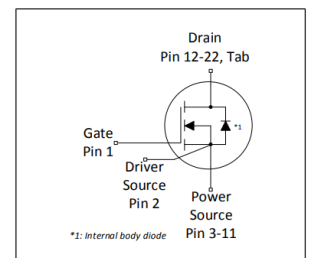 Drain
Pin 12-22, Tab
*1
Gate
Pin 1
Driver
Source
Pin 2
Power
Source
Pin 3-11
*1: Internal body diode